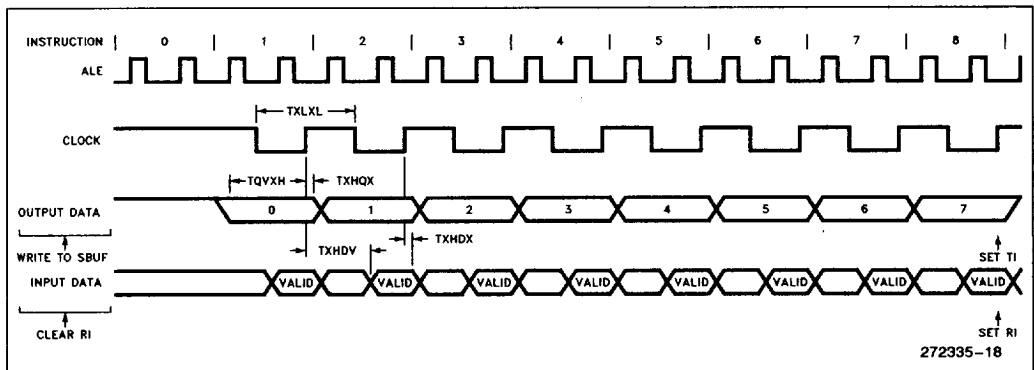 INSTRUCTION | 0 | 1 | 2 | 3 | 4 | 5 | 6 | 7 | 8 |
ALE
TXLXL
CLOCK
TQVXH TXHQX
OUTPUT DATA 0 1 2 3 4 5 6 7
WRITE TO SBUF TXHDV TXHDX SET TI
INPUT DATA VALID VALID VALID VALID VALID VALID VALID VALID
CLEAR RI SET RI
272335-18